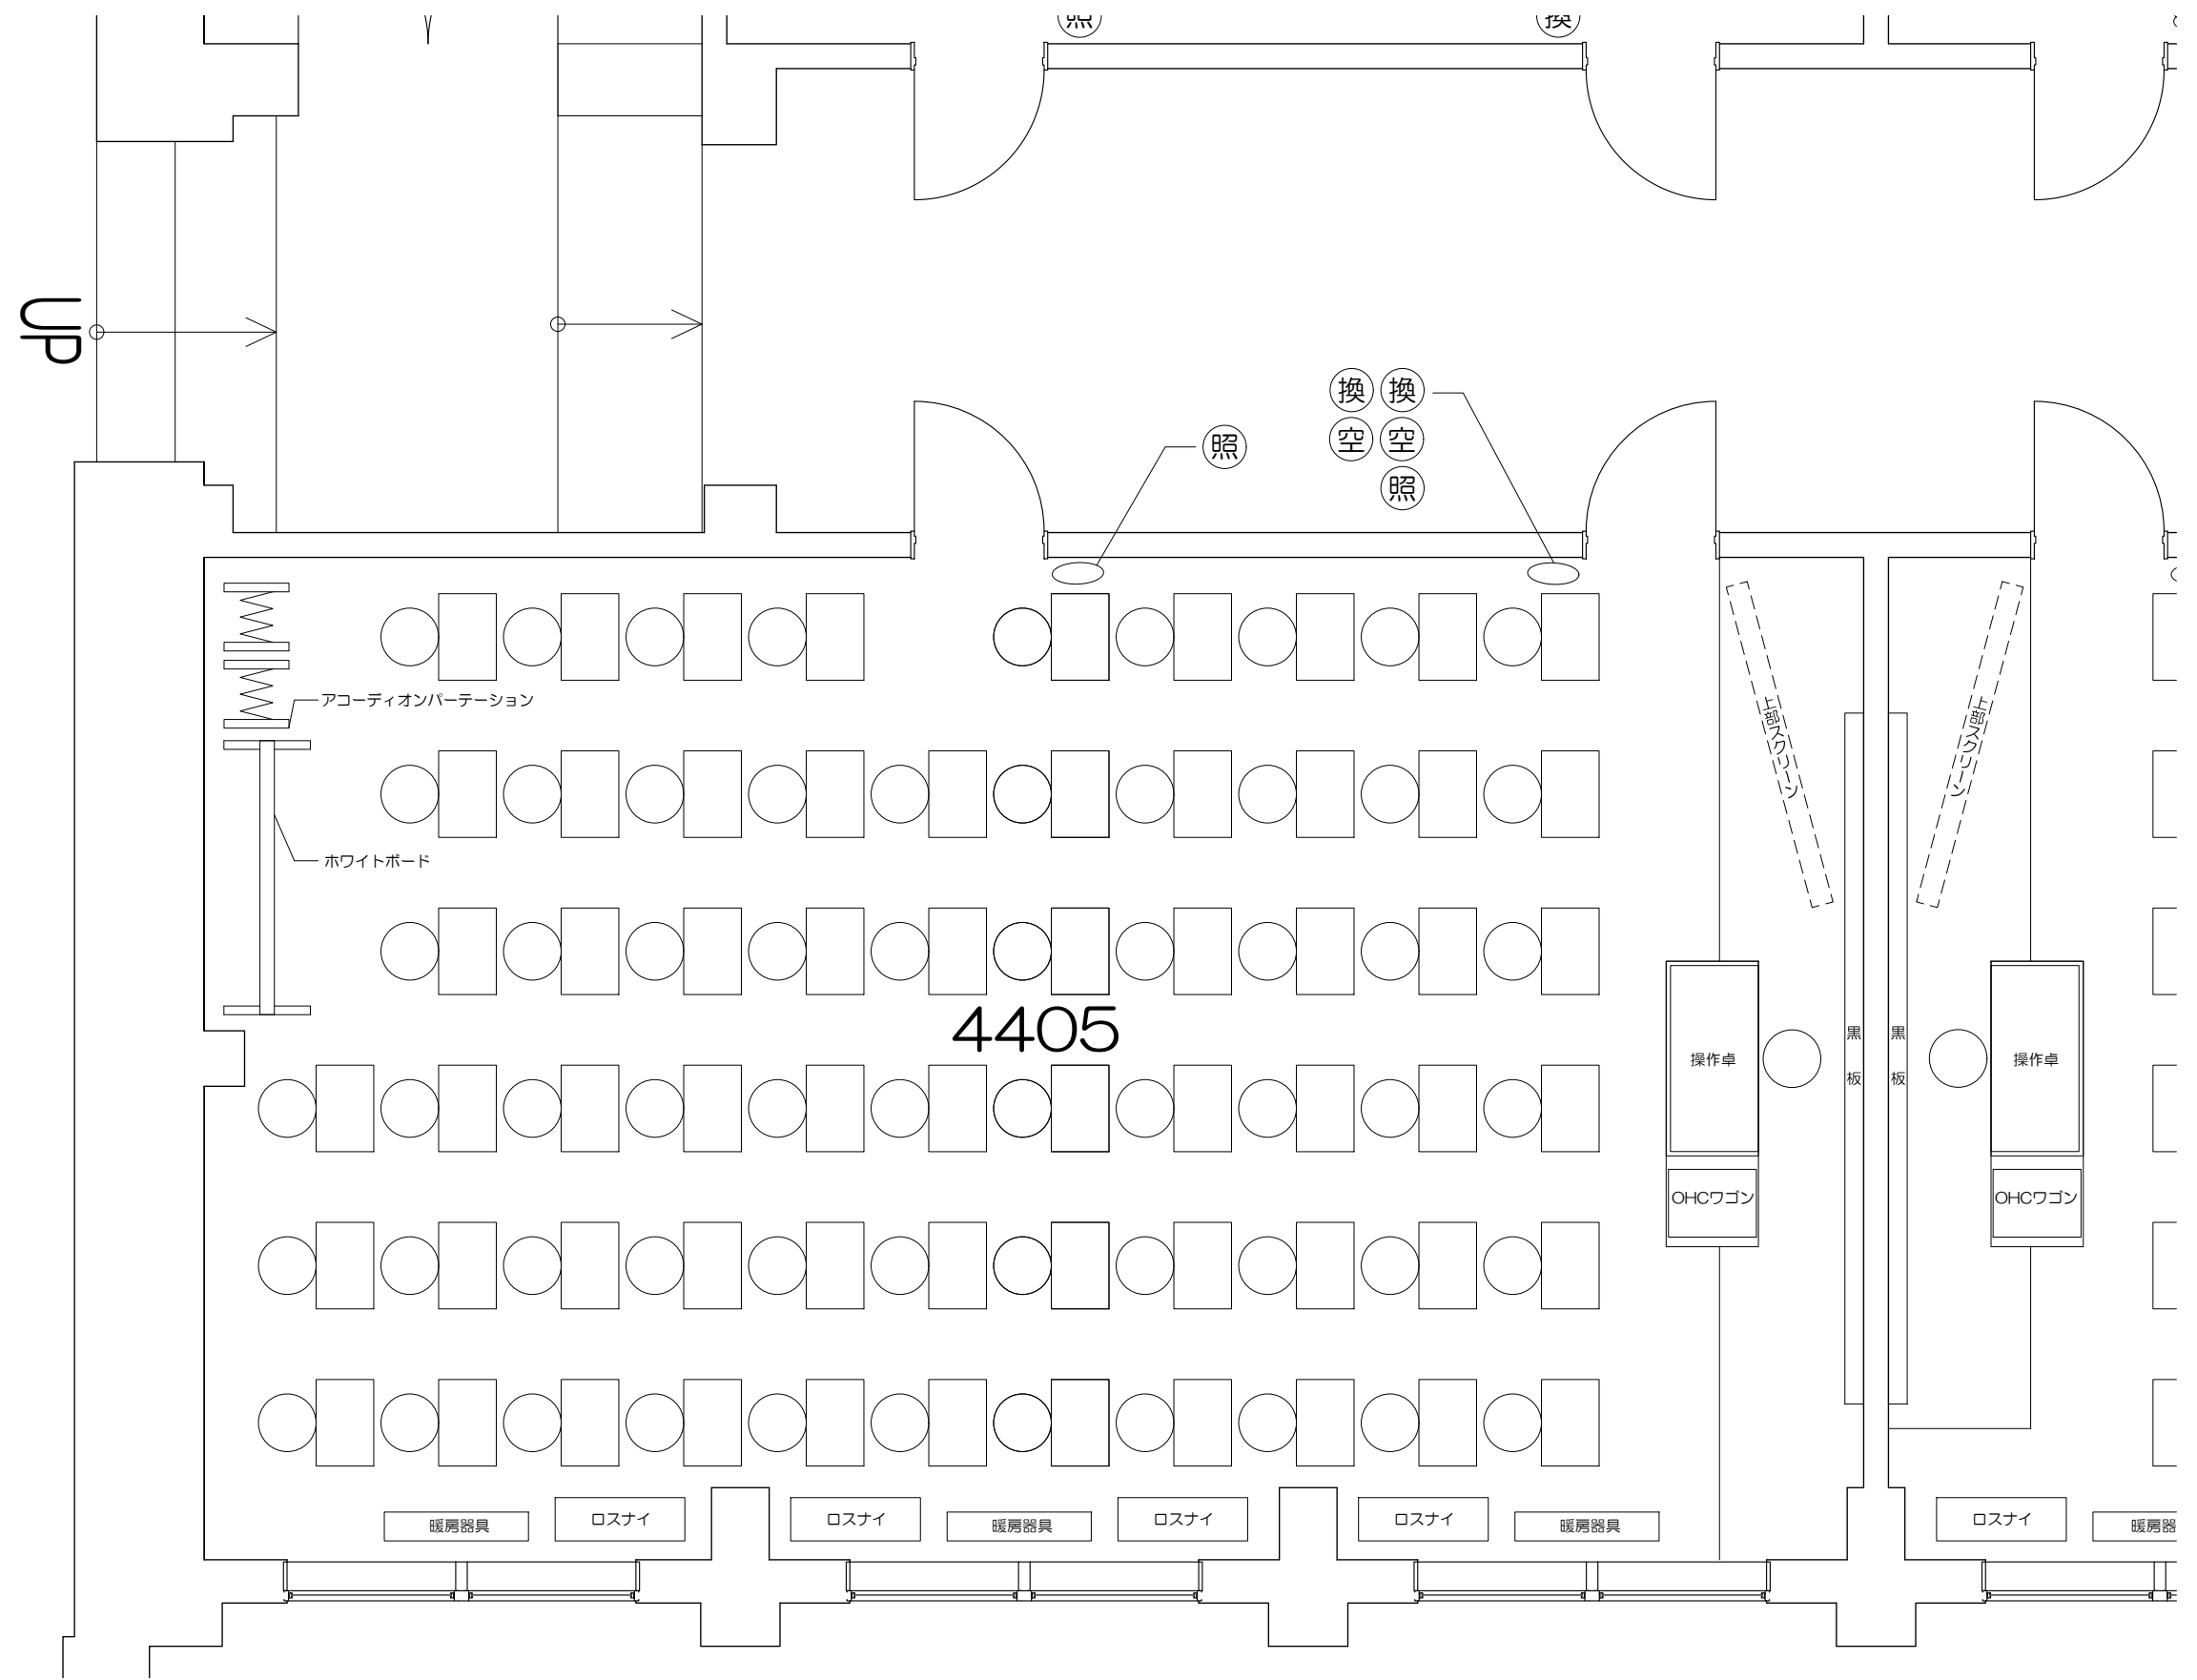 照
換
UP
換 換
空 空
照
照
アコーディオンパーテーション
ホワイトボード
上部スクリーン
上部スクリーン
4405
黒板
黒板
操作卓
操作卓
OHCワゴン
OHCワゴン
暖房器具
ロスナイ
ロスナイ
暖房器具
ロスナイ
ロスナイ
暖房器具
ロスナイ
暖房器